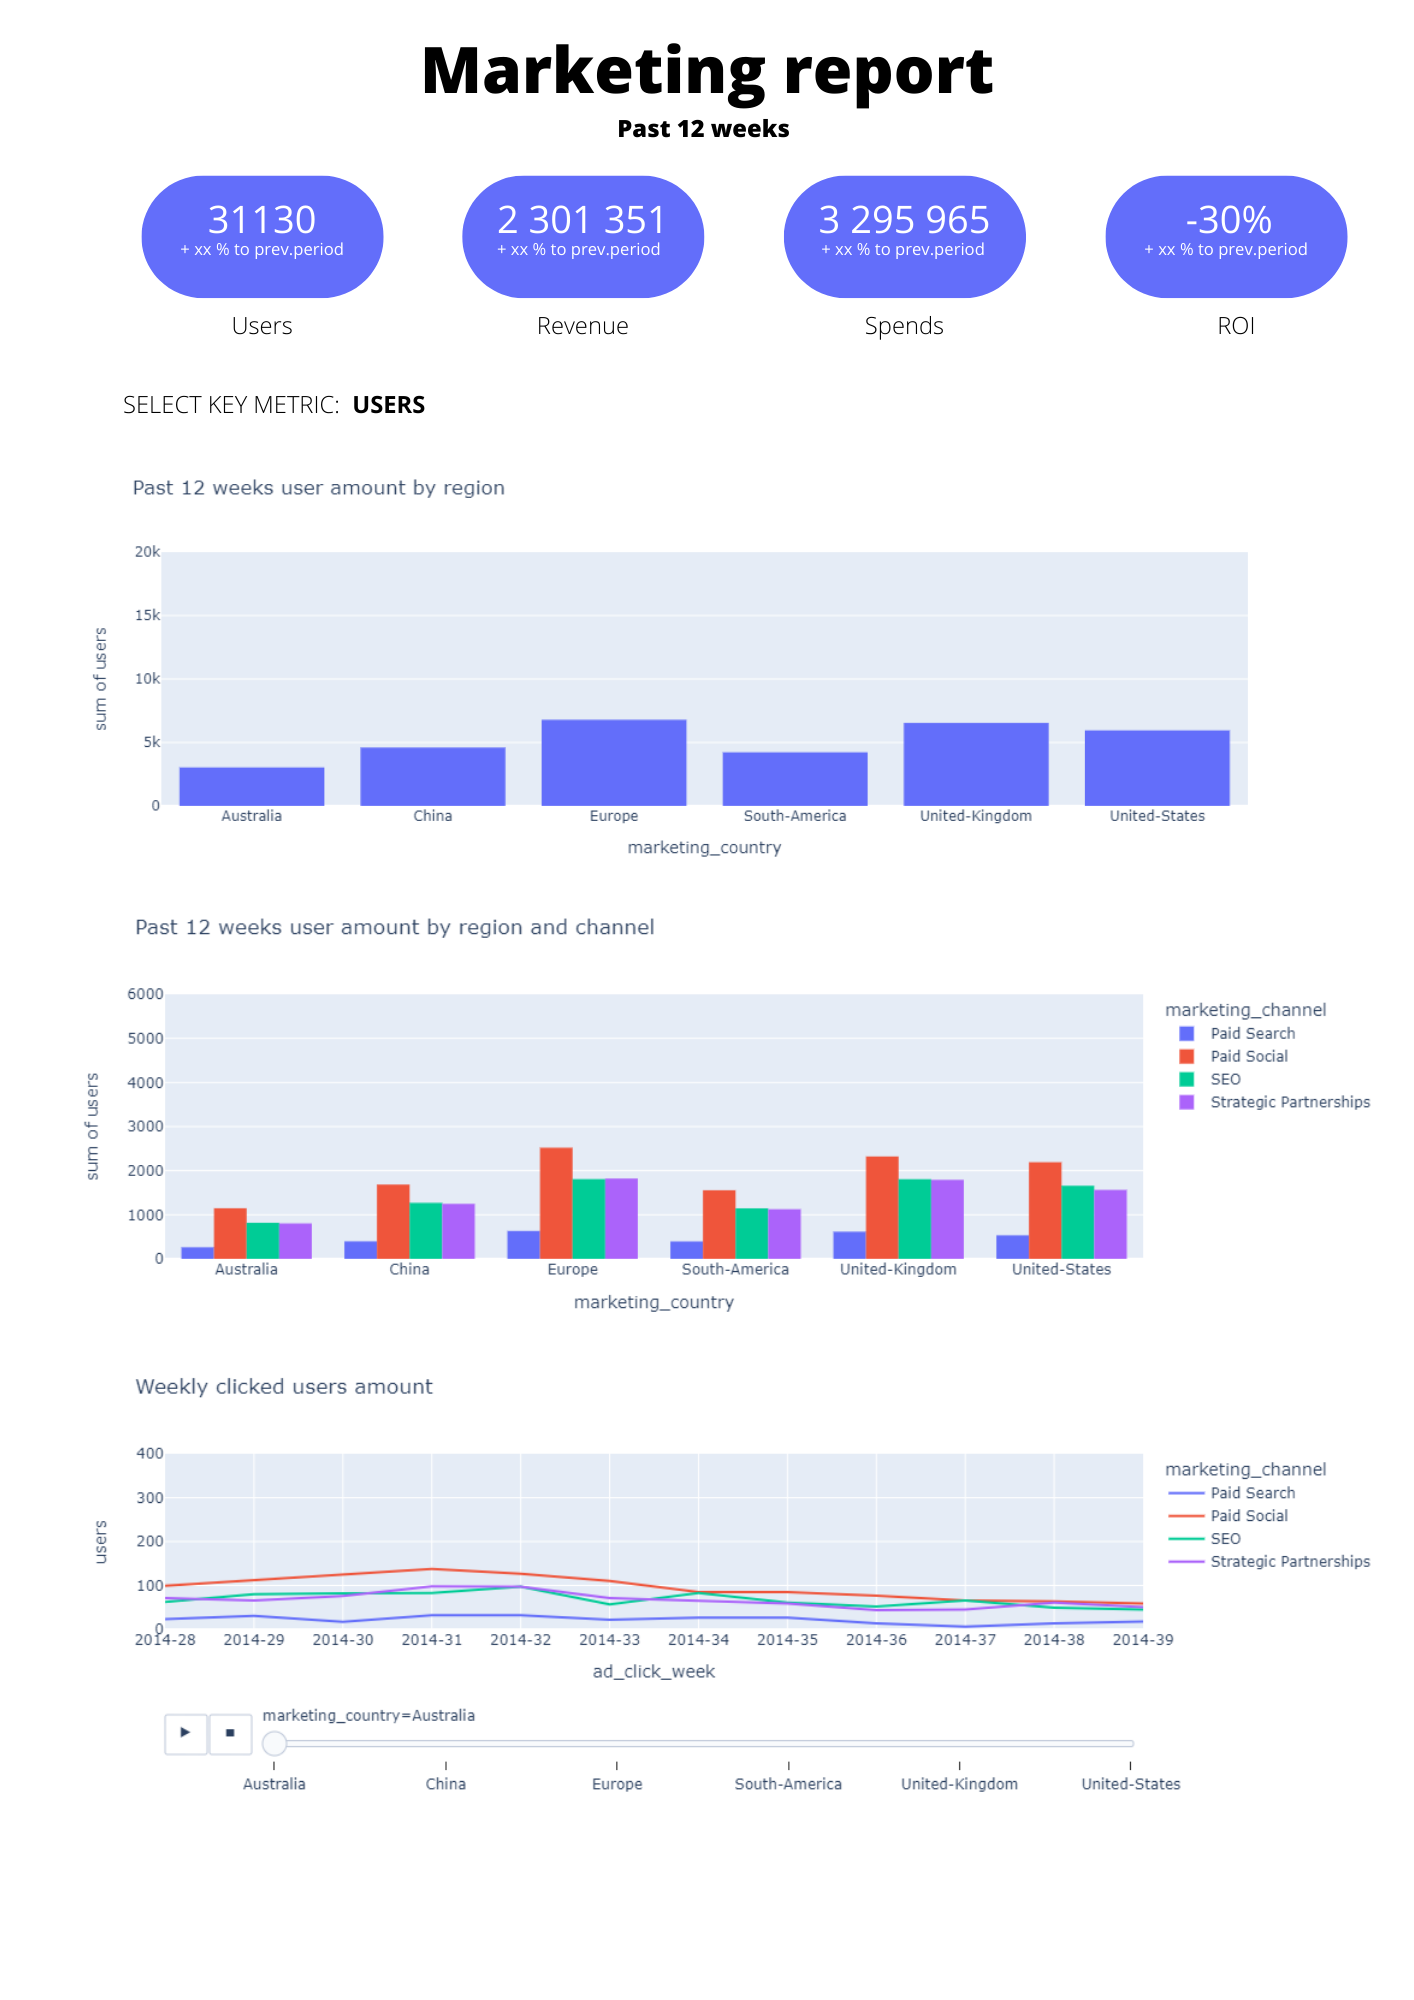 Marketing report
Past 12 weeks
31130
+ xx % to prev.period
Users
2 301 351
+ xx % to prev.period
Revenue
3 295 965
+ xx % to prev.period
Spends
-30%
+ xx % to prev.period
ROI
SELECT KEY METRIC: USERS
Past 12 weeks user amount by region
20k
15k
10k
5k
0
sum of users
Australia China Europe South-America United-Kingdom United-States
marketing_country
Past 12 weeks user amount by region and channel
6000
5000
4000
3000
2000
1000
0
sum of users
Australia China Europe South-America United-Kingdom United-States
marketing_country
marketing_channel
Paid Search
Paid Social
SEO
Strategic Partnerships
Weekly clicked users amount
400
300
200
100
0
users
2014-28 2014-29 2014-30 2014-31 2014-32 2014-33 2014-34 2014-35 2014-36 2014-37 2014-38 2014-39
ad_click_week
marketing_channel
Paid Search
Paid Social
SEO
Strategic Partnerships
marketing_country=Australia
Australia China Europe South-America United-Kingdom United-States